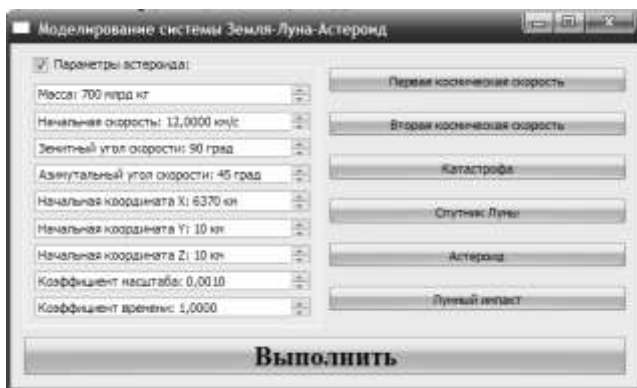 Моделирование системы Земля-Луна-Астероид
Параметры астероида:
Масса: 700 млрд кг
Начальная скорость: 12,0000 км/с
Зенитный угол скорости: 90 град
Азимутальный угол скорости: 45 град
Начальная координата X: 6370 км
Начальная координата Y: 10 км
Начальная координата Z: 10 км
Коэффициент масштаба: 0,0010
Коэффициент времени: 1,0000
Первая космическая скорость
Вторая космическая скорость
Катастрофа
Спутник Луны
Астероид
Лунный импакт
Выполнить